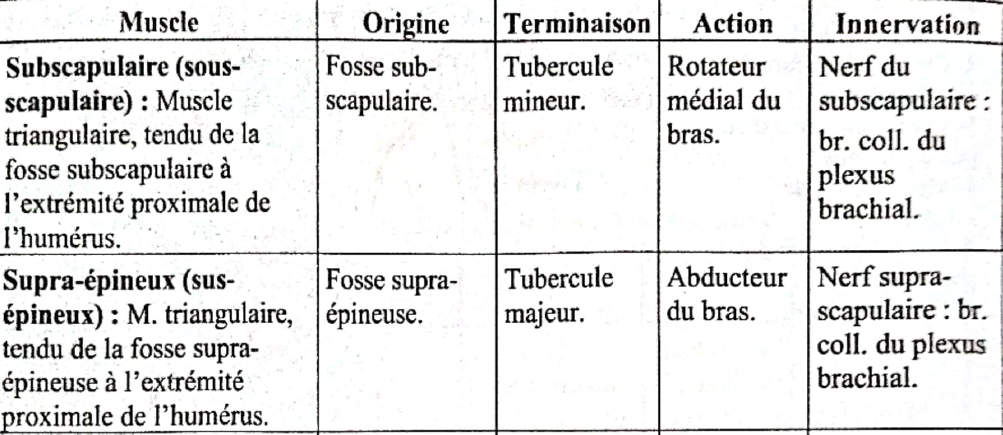 Muscle Origine Terminaison Action Innervation
Subscapulaire (sous-
scapulaire) : Muscle
triangulaire, tendu de la
fosse subscapulaire à
l'extrémité proximale de
l'humérus.
Fosse sub-
scapulaire.
Tubercule
mineur.
Rotateur
médial du
bras.
Nerf du
subscapulaire :
br. coll. du
plexus
brachial.
Supra-épineux (sus-
épineux) : M. triangulaire,
tendu de la fosse supra-
épineuse à l'extrémité
proximale de l'humérus.
Fosse supra-
épineuse.
Tubercule
majeur.
Abducteur
du bras.
Nerf supra-
scapulaire : br.
coll. du plexus
brachial.